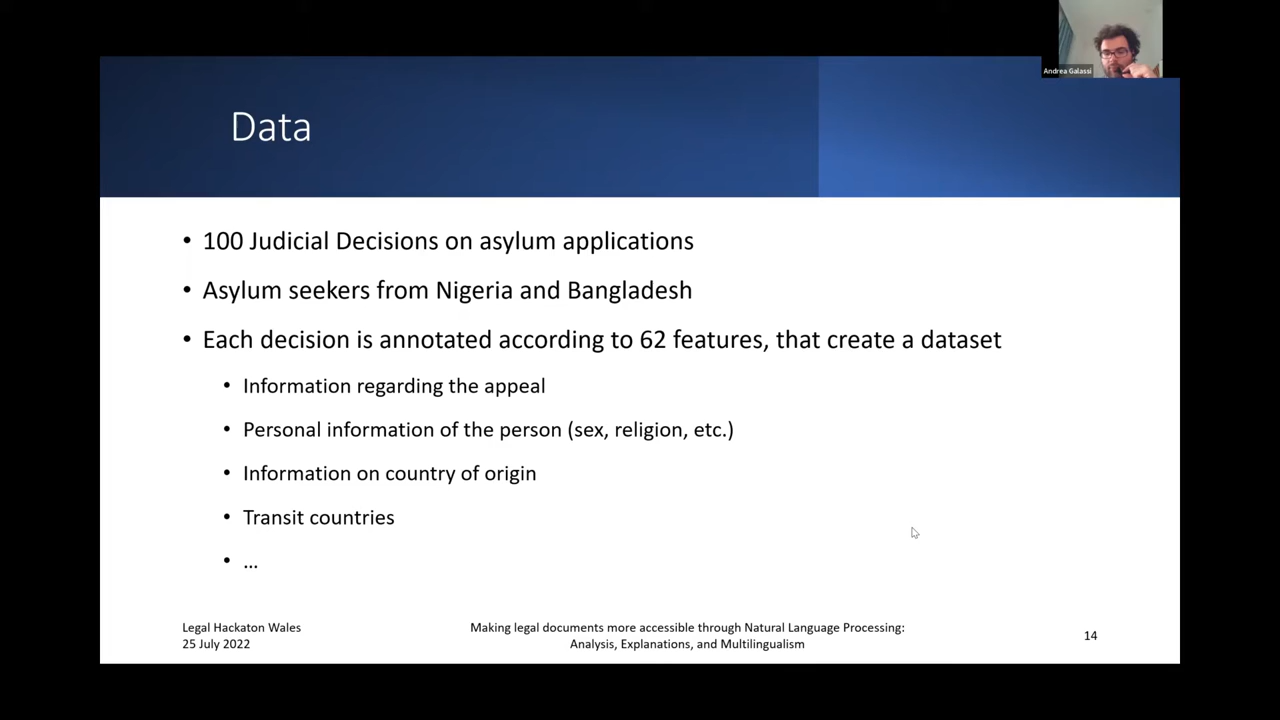 Andrea Galassi
Data
• 100 Judicial Decisions on asylum applications
• Asylum seekers from Nigeria and Bangladesh
• Each decision is annotated according to 62 features, that create a dataset
• Information regarding the appeal
• Personal information of the person (sex, religion, etc.)
• Information on country of origin
• Transit countries
• ...
Legal Hackaton Wales
25 July 2022
Making legal documents more accessible through Natural Language Processing:
Analysis, Explanations, and Multilingualism
14